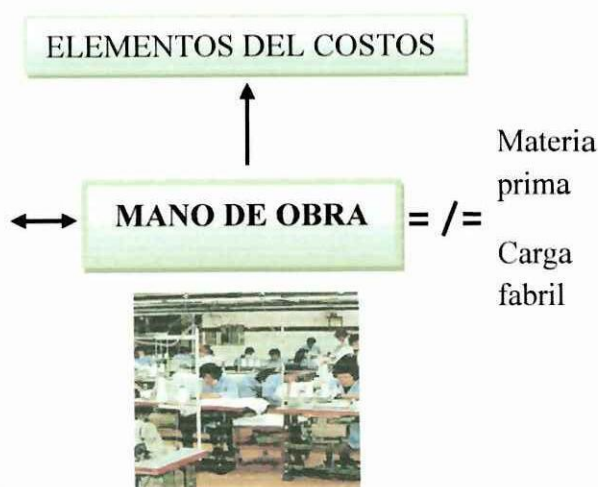 ELEMENTOS DEL COSTOS
MANO DE OBRA
= / =
Materia
prima
Carga
fabril